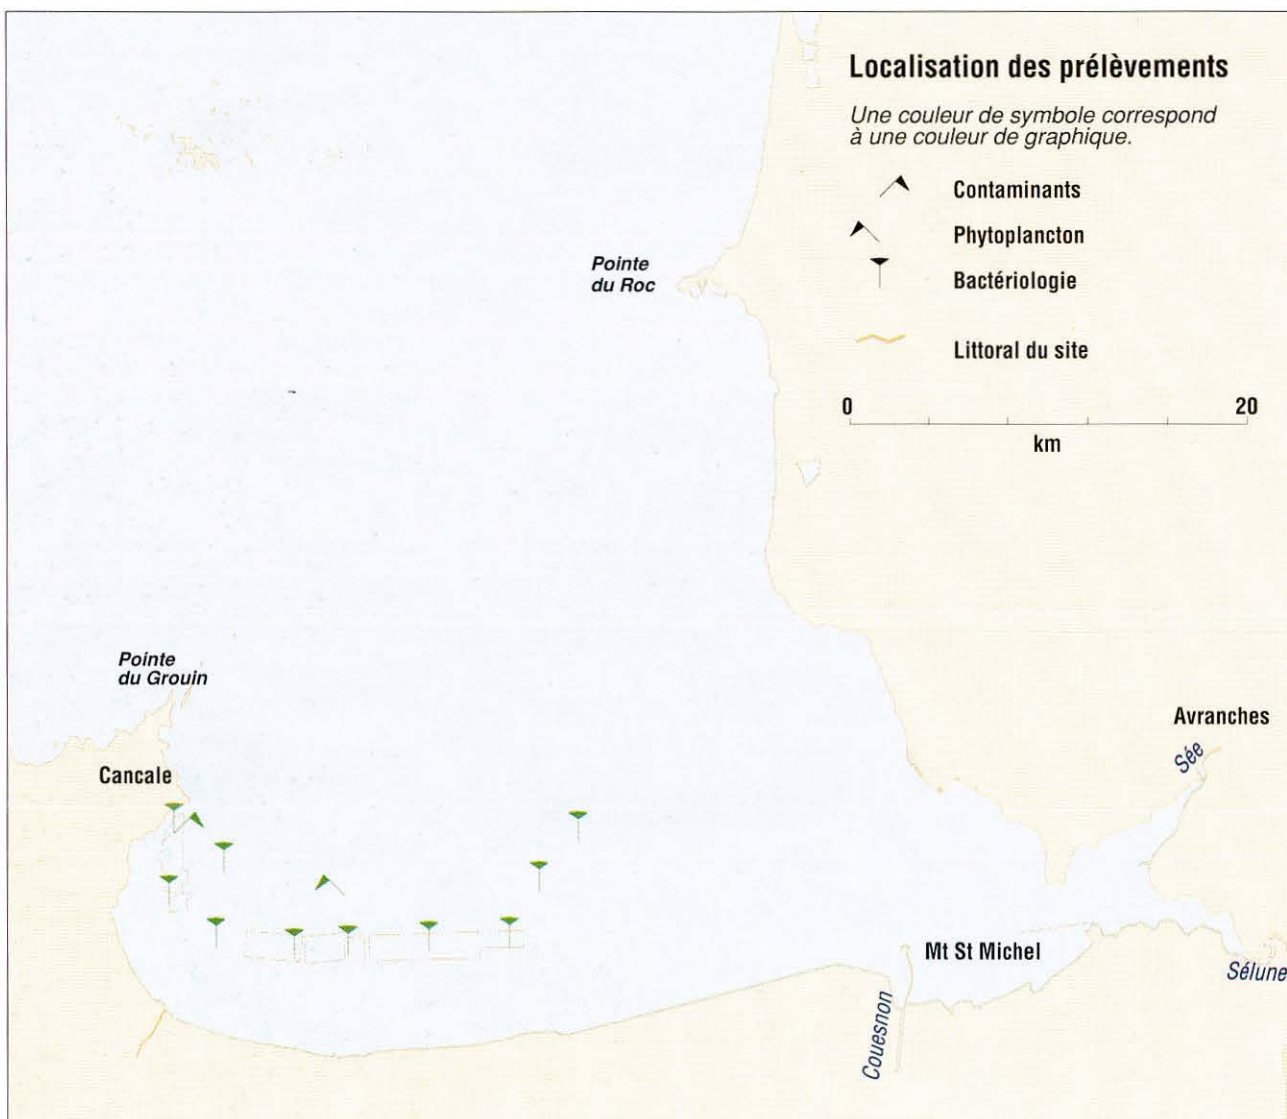 Localisation des prélèvements
Une couleur de symbole correspond
à une couleur de graphique.
Contaminants
Phytoplancton
Bactériologie
Littoral du site
0
20
km
Pointe
du Roc
Pointe
du Grouin
Cancale
Avranches
Sée
Mt St Michel
Sélune
Couesnon